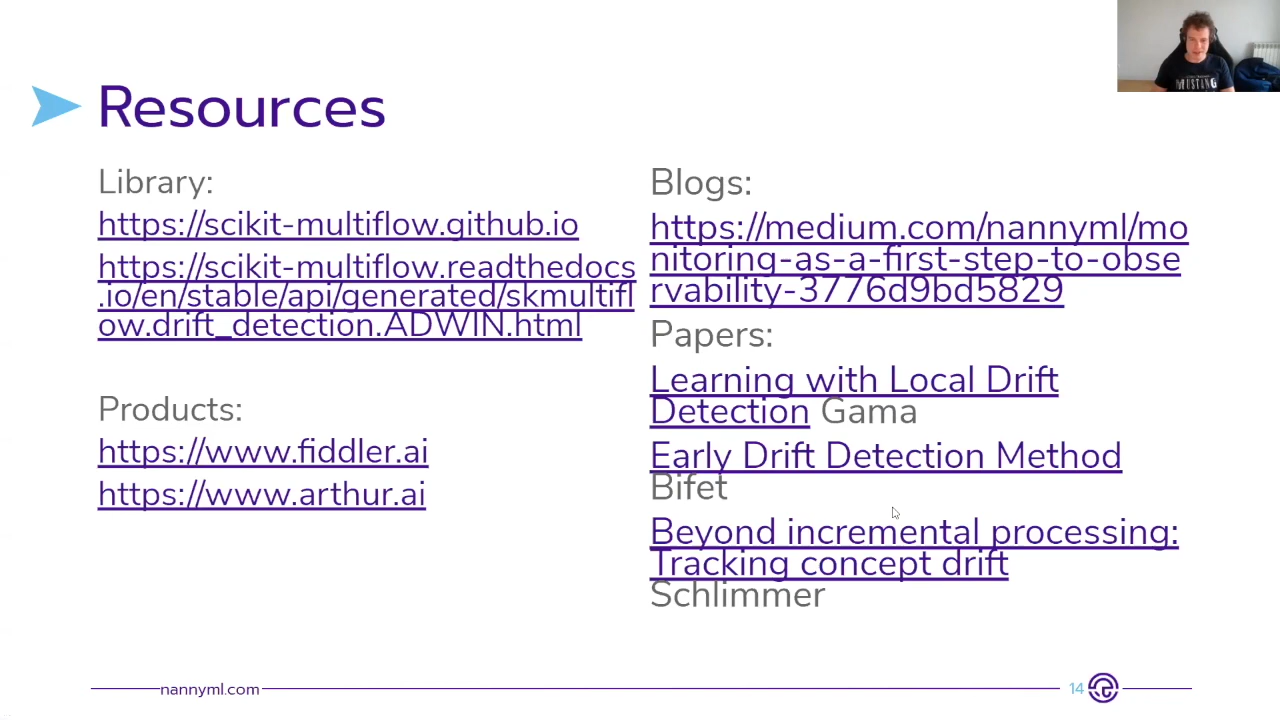 Resources
Library:
https://scikit-multiflow.github.io
https://scikit-multiflow.readthedocs
.io/en/stable/api/generated/skmultifl
ow.drift_detection.ADWIN.html
Products:
https://www.fiddler.ai
https://www.arthur.ai
Blogs:
https://medium.com/nannyml/mo
nitoring-as-a-first-step-to-obse
rvability-3776d9bd5829
Papers:
Learning with Local Drift
Detection Gama
Early Drift Detection Method
Bifet
Beyond incremental processing:
Tracking concept drift
Schlimmer
nannyml.com
14
MUSTANG